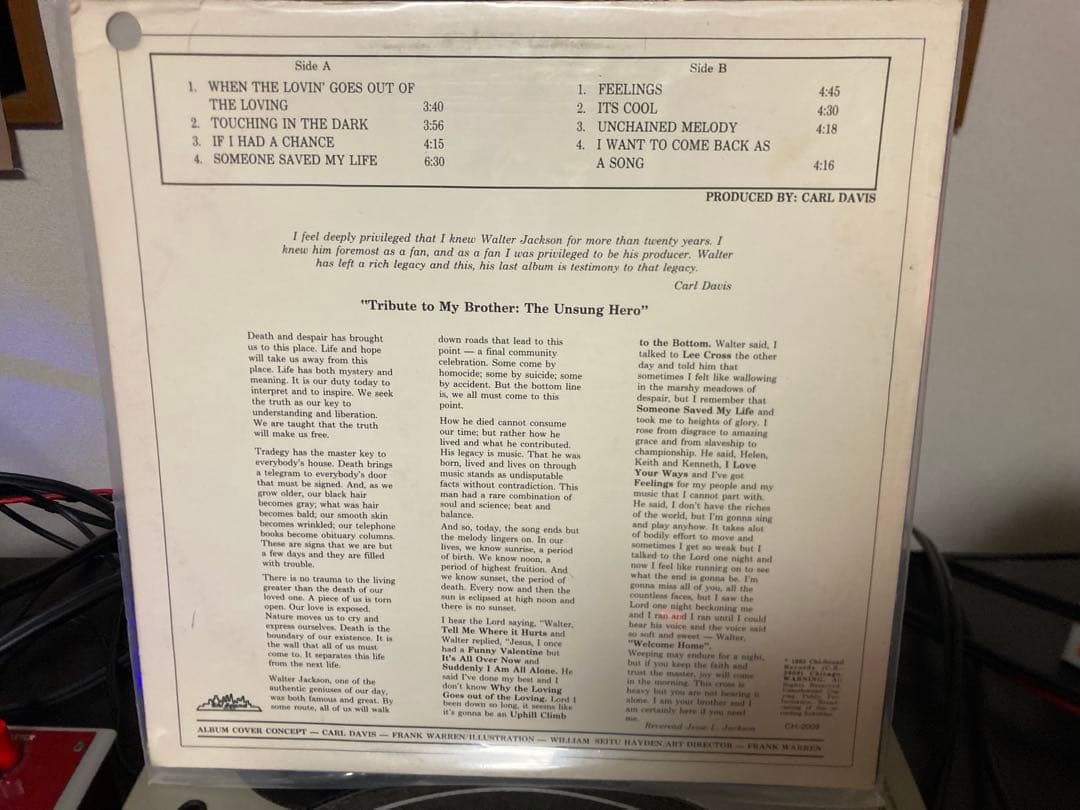 Side A
1. WHEN THE LOVIN' GOES OUT OF
THE LOVING 3:40
2. TOUCHING IN THE DARK 3:56
3. IF I HAD A CHANCE 4:15
4. SOMEONE SAVED MY LIFE 6:30
Side B
1. FEELINGS 4:45
2. ITS COOL 4:30
3. UNCHAINED MELODY 4:18
4. I WANT TO COME BACK AS
A SONG 4:16
PRODUCED BY: CARL DAVIS
I feel deeply privileged that I knew Walter Jackson for more than twenty years. I
knew him foremost as a fan, and as a fan I was privileged to be his producer. Walter
has left a rich legacy and this, his last album is testimony to that legacy.
Carl Davis
"Tribute to My Brother: The Unsung Hero"
Death and despair has brought
us to this place. Life and hope
will take us away from this
place. Life has both mystery and
meaning. It is our duty today to
interpret and to inspire. We seek
the truth as our key to
understanding and liberation.
We are taught that the truth
will make us free.
Tradegy has the master key to
everybody's house. Death brings
a telegram to everybody's door
that must be signed. And, as we
grow older, our black hair
becomes gray; what was hair
becomes bald; our smooth skin
becomes wrinkled; our telephone
books become obituary columns.
These are signs that we are but
a few days and they are filled
with trouble.
There is no trauma to the living
greater than the death of our
loved one. A piece of us is torn
open. Our love is exposed.
Nature moves us to cry and
express ourselves. Death is the
boundary of our existence. It is
the wall that all of us must
come to. It separates this life
from the next life.
Walter Jackson, one of the
authentic geniuses of our day,
was both famous and great. By
some route, all of us will walk
down roads that lead to this
point — a final community
celebration. Some come by
homocide; some by suicide; some
by accident. But the bottom line
is, we all must come to this
point.
How he died cannot consume
our time; but rather how he
lived and what he contributed.
His legacy is music. That he was
born, lived and lives on through
music stands as undisputable
facts without contradiction. This
man had a rare combination of
soul and science; beat and
balance.
And so, today, the song ends but
the melody lingers on. In our
lives, we know sunrise, a period
of birth. We know noon, a
period of highest fruition. And
we know sunset, the period of
death. Every now and then the
sun is eclipsed at high noon and
there is no sunset.
I hear the Lord saying, "Walter,
Tell Me Where it Hurts and
Walter replied, "Jesus, I once
had a Funny Valentine but
It's All Over Now and
Suddenly I Am All Alone. He
said I've done my best and I
don't know Why the Loving
Goes out of the Loving. Lord I
been down so long, it seems like
it's gonna be an Uphill Climb
to the Bottom. Walter said, I
talked to Lee Cross the other
day and told him that
sometimes I felt like wallowing
in the marshy meadows of
despair, but I remember that
Someone Saved My Life and
took me to heights of glory. I
rose from disgrace to amazing
grace and from slaveship to
championship. He said, Helen,
Keith and Kenneth, I Love
Your Ways and I've got
Feelings for my people and my
music that I cannot part with.
He said, I don't have the riches
of the world, but I'm gonna sing
and play anyhow. It takes alot
of bodily effort to move and
sometimes I get so weak but I
talked to the Lord one night and
now I feel like running on to see
what the end is gonna be. I'm
gonna miss all of you, all the
countless faces, but I saw the
Lord one night beckoning me
and I ran and I ran until I could
hear his voice and the voice said
so soft and sweet — Walter,
"Welcome Home".
Weeping may endure for a night,
but if you keep the faith and
trust the master, joy will come
in the morning. This cross is
heavy but you are not bearing it
alone. I am your brother and I
am certainly here if you need
me.
Reverend Jesse L. Jackson
Chi-Sound
Records
Chicago
WARNING: All
Rights Reserved
CH-2009
ALBUM COVER CONCEPT — CARL DAVIS — FRANK WARREN/ILLUSTRATION — WILLIAM SEITU HAYDEN/ART DIRECTOR — FRANK WARREN